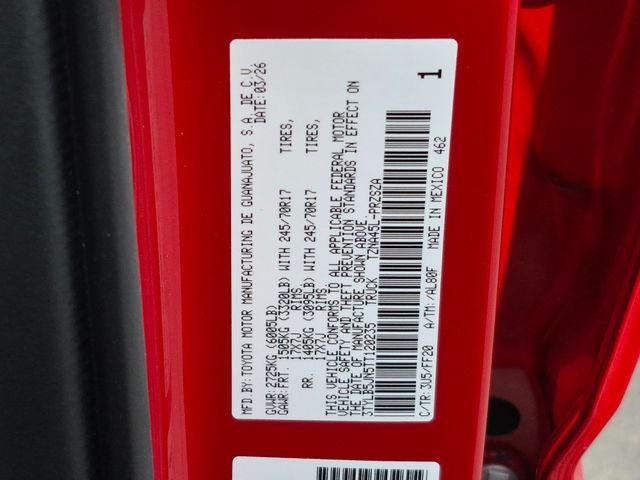 MFD.BY:TOYOTA MOTOR MANUFACTURING DE GUANAJUATO, S.A. DE C.V.
DATE: 03/26
GVWR:2725KG (6005LB)
GAWR:FRT. 1505KG (3320LB) WITH 245/70R17 TIRES,
17X7J RIMS
RR. 1405KG (3095LB) WITH 245/70R17 TIRES,
17X7J RIMS
THIS VEHICLE CONFORMS TO ALL APPLICABLE FEDERAL MOTOR
VEHICLE SAFETY AND THEFT PREVENTION STANDARDS IN EFFECT ON
THE DATE OF MANUFACTURE SHOWN ABOVE.
3TYLB5JN5TT120235 TRUCK TZNA45L-PRZSZA
C/TR:3U5/FF20 A/TM:/AL80F MADE IN MEXICO 462
1